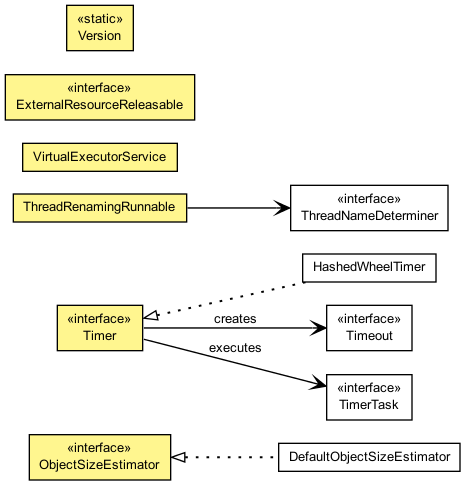 «static»
Version
«interface»
ExternalResourceReleasable
VirtualExecutorService
ThreadRenamingRunnable
«interface»
ThreadNameDeterminer
HashedWheelTimer
«interface»
Timer
creates
«interface»
Timeout
executes
«interface»
TimerTask
«interface»
ObjectSizeEstimator
DefaultObjectSizeEstimator